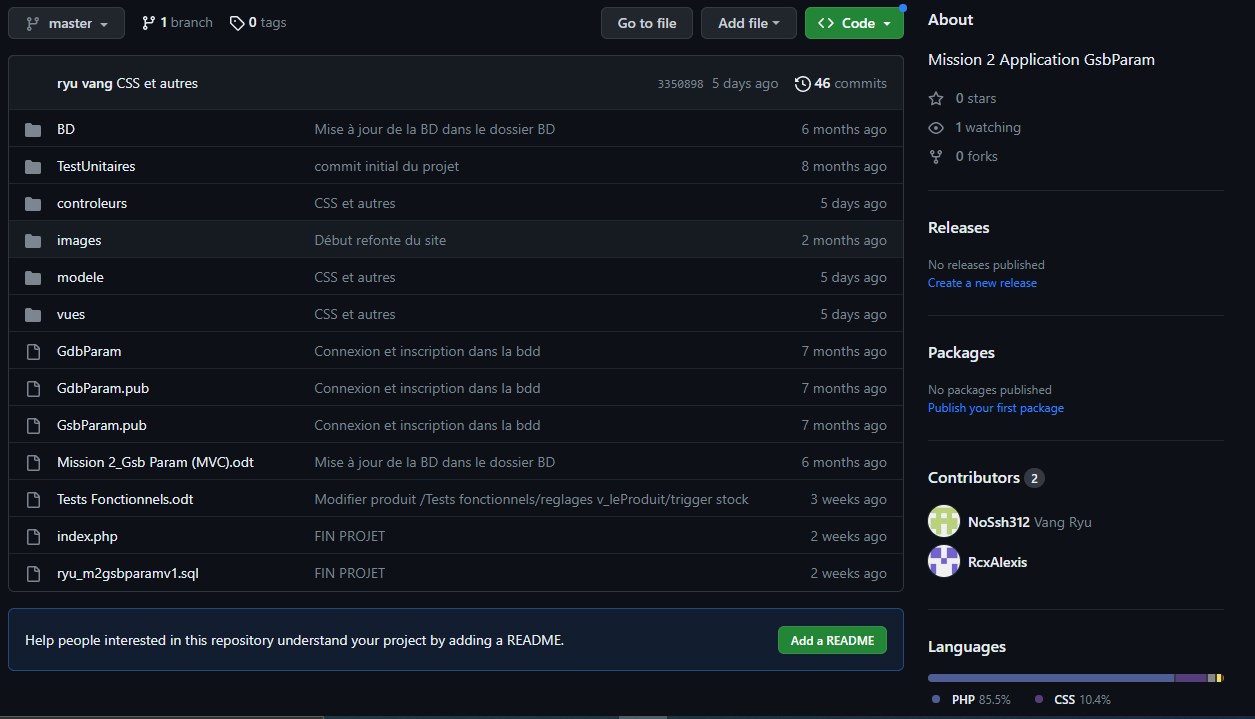 master
1 branch
0 tags
Go to file
Add file
Code
ryu vang CSS et autres 3350898 5 days ago 46 commits
BD Mise à jour de la BD dans le dossier BD 6 months ago
TestUnitaires commit initial du projet 8 months ago
controleurs CSS et autres 5 days ago
images Début refonte du site 2 months ago
modele CSS et autres 5 days ago
vues CSS et autres 5 days ago
GdbParam Connexion et inscription dans la bdd 7 months ago
GdbParam.pub Connexion et inscription dans la bdd 7 months ago
GsbParam.pub Connexion et inscription dans la bdd 7 months ago
Mission 2_Gsb Param (MVC).odt Mise à jour de la BD dans le dossier BD 6 months ago
Tests Fonctionnels.odt Modifier produit /Tests fonctionnels/reglages v_leProduit/trigger stock 3 weeks ago
index.php FIN PROJET 2 weeks ago
ryu_m2gsbparamv1.sql FIN PROJET 2 weeks ago
Help people interested in this repository understand your project by adding a README.
Add a README
About
Mission 2 Application GsbParam
0 stars
1 watching
0 forks
Releases
No releases published
Create a new release
Packages
No packages published
Publish your first package
Contributors 2
NoSsh312 Vang Ryu
RcxAlexis
Languages
PHP 85.5% CSS 10.4%